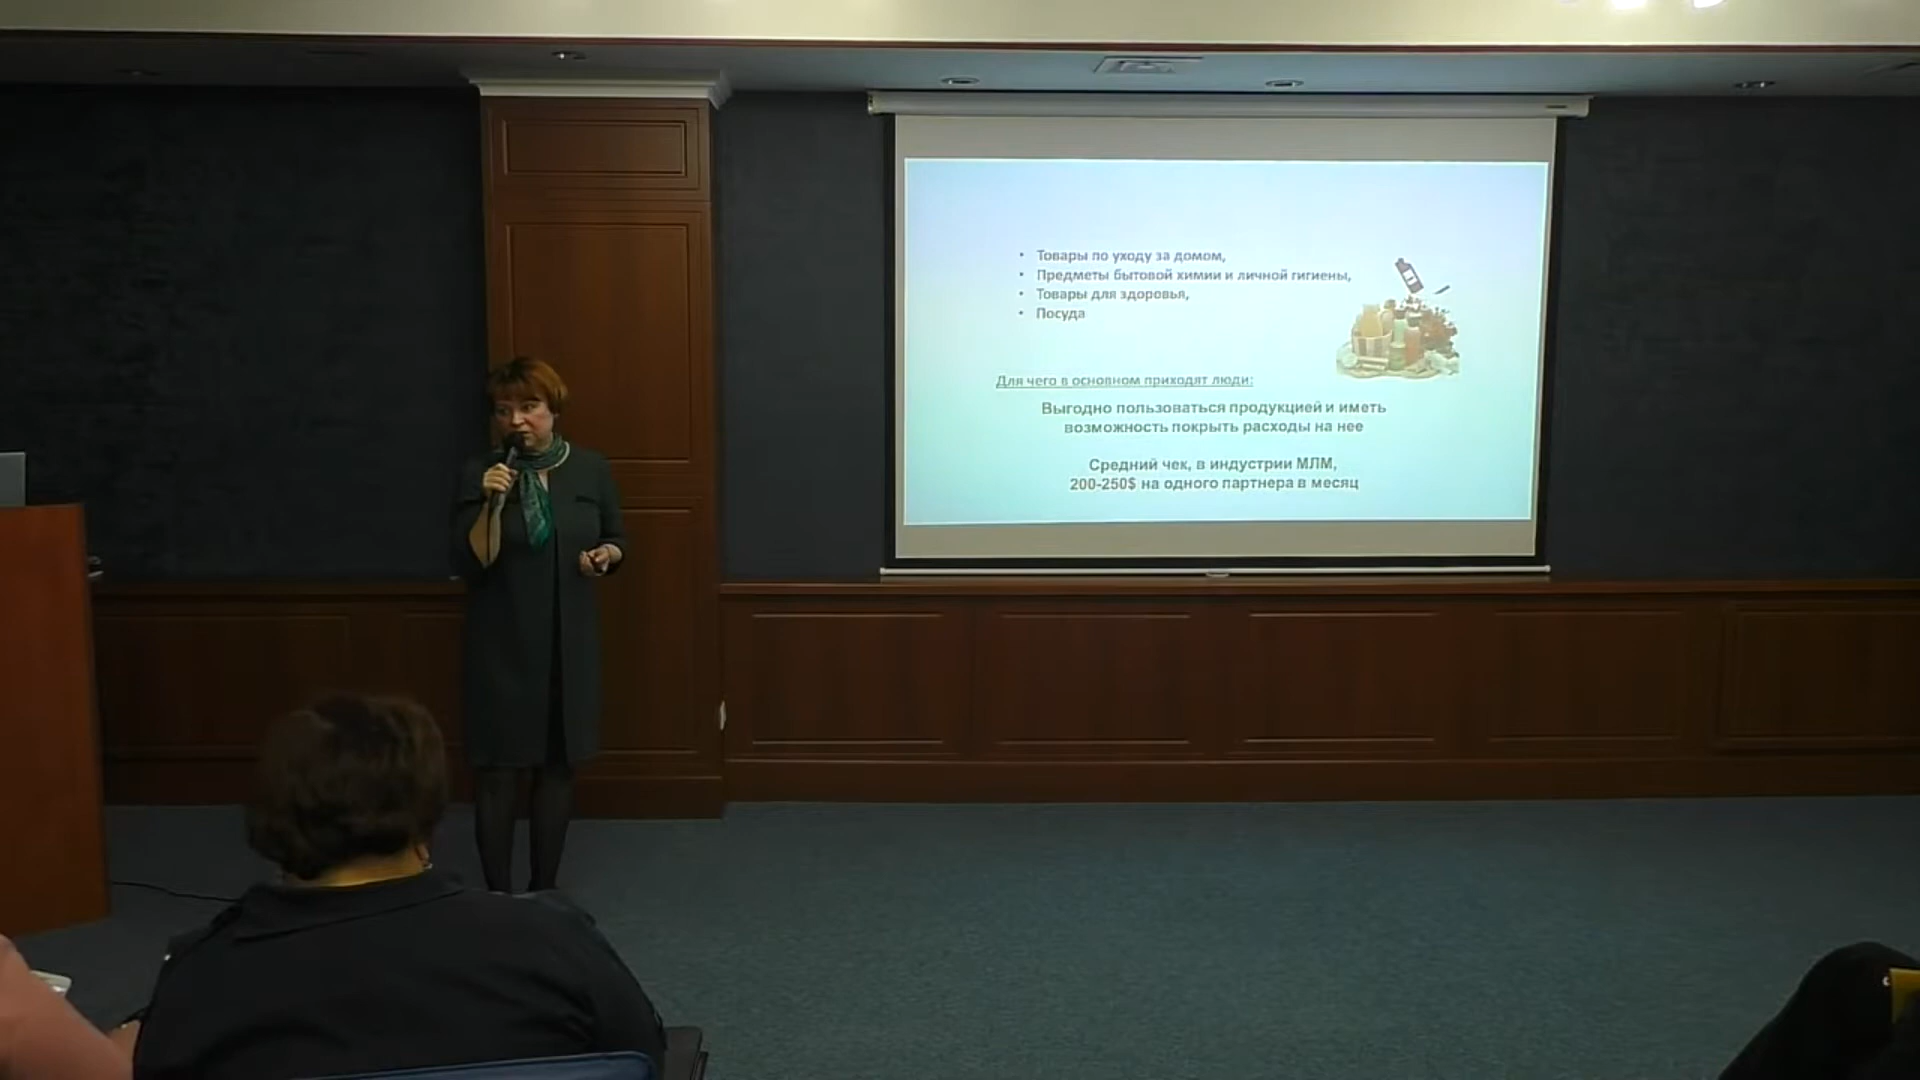 • Товары по уходу за домом,
• Предметы бытовой химии и личной гигиены,
• Товары для здоровья,
• Посуда
Для чего в основном приходят люди:
Выгодно пользоваться продукцией и иметь
возможность покрыть расходы на нее
Средний чек, в индустрии МЛМ,
200-250$ на одного партнера в месяц